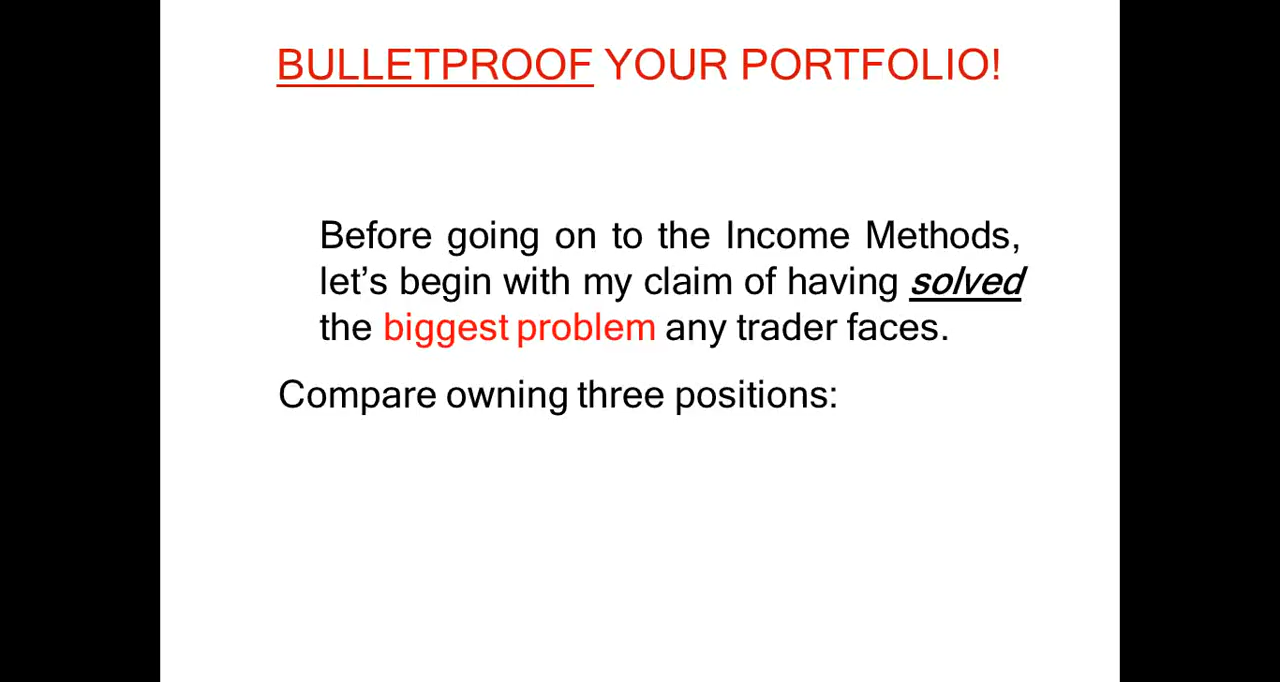 BULLETPROOF YOUR PORTFOLIO!
Before going on to the Income Methods,
let’s begin with my claim of having solved
the biggest problem any trader faces.
Compare owning three positions: